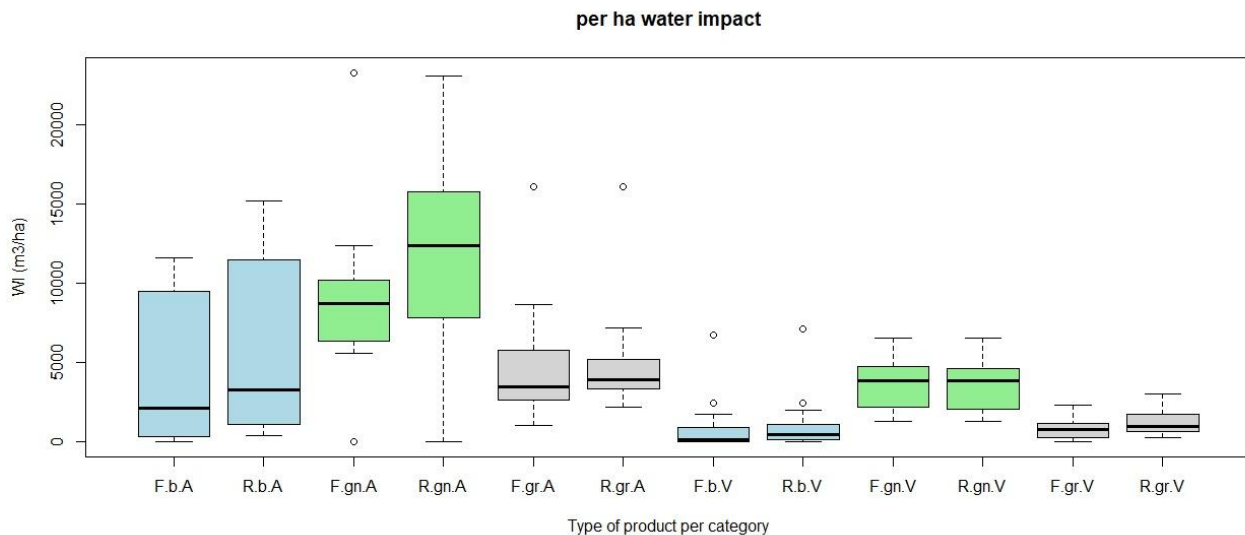 per ha water impact
WI (m3/ha)
20000
15000
10000
5000
0
F.b.A R.b.A F.gn.A R.gn.A F.gr.A R.gr.A F.b.V R.b.V F.gn.V R.gn.V F.gr.V R.gr.V
Type of product per category